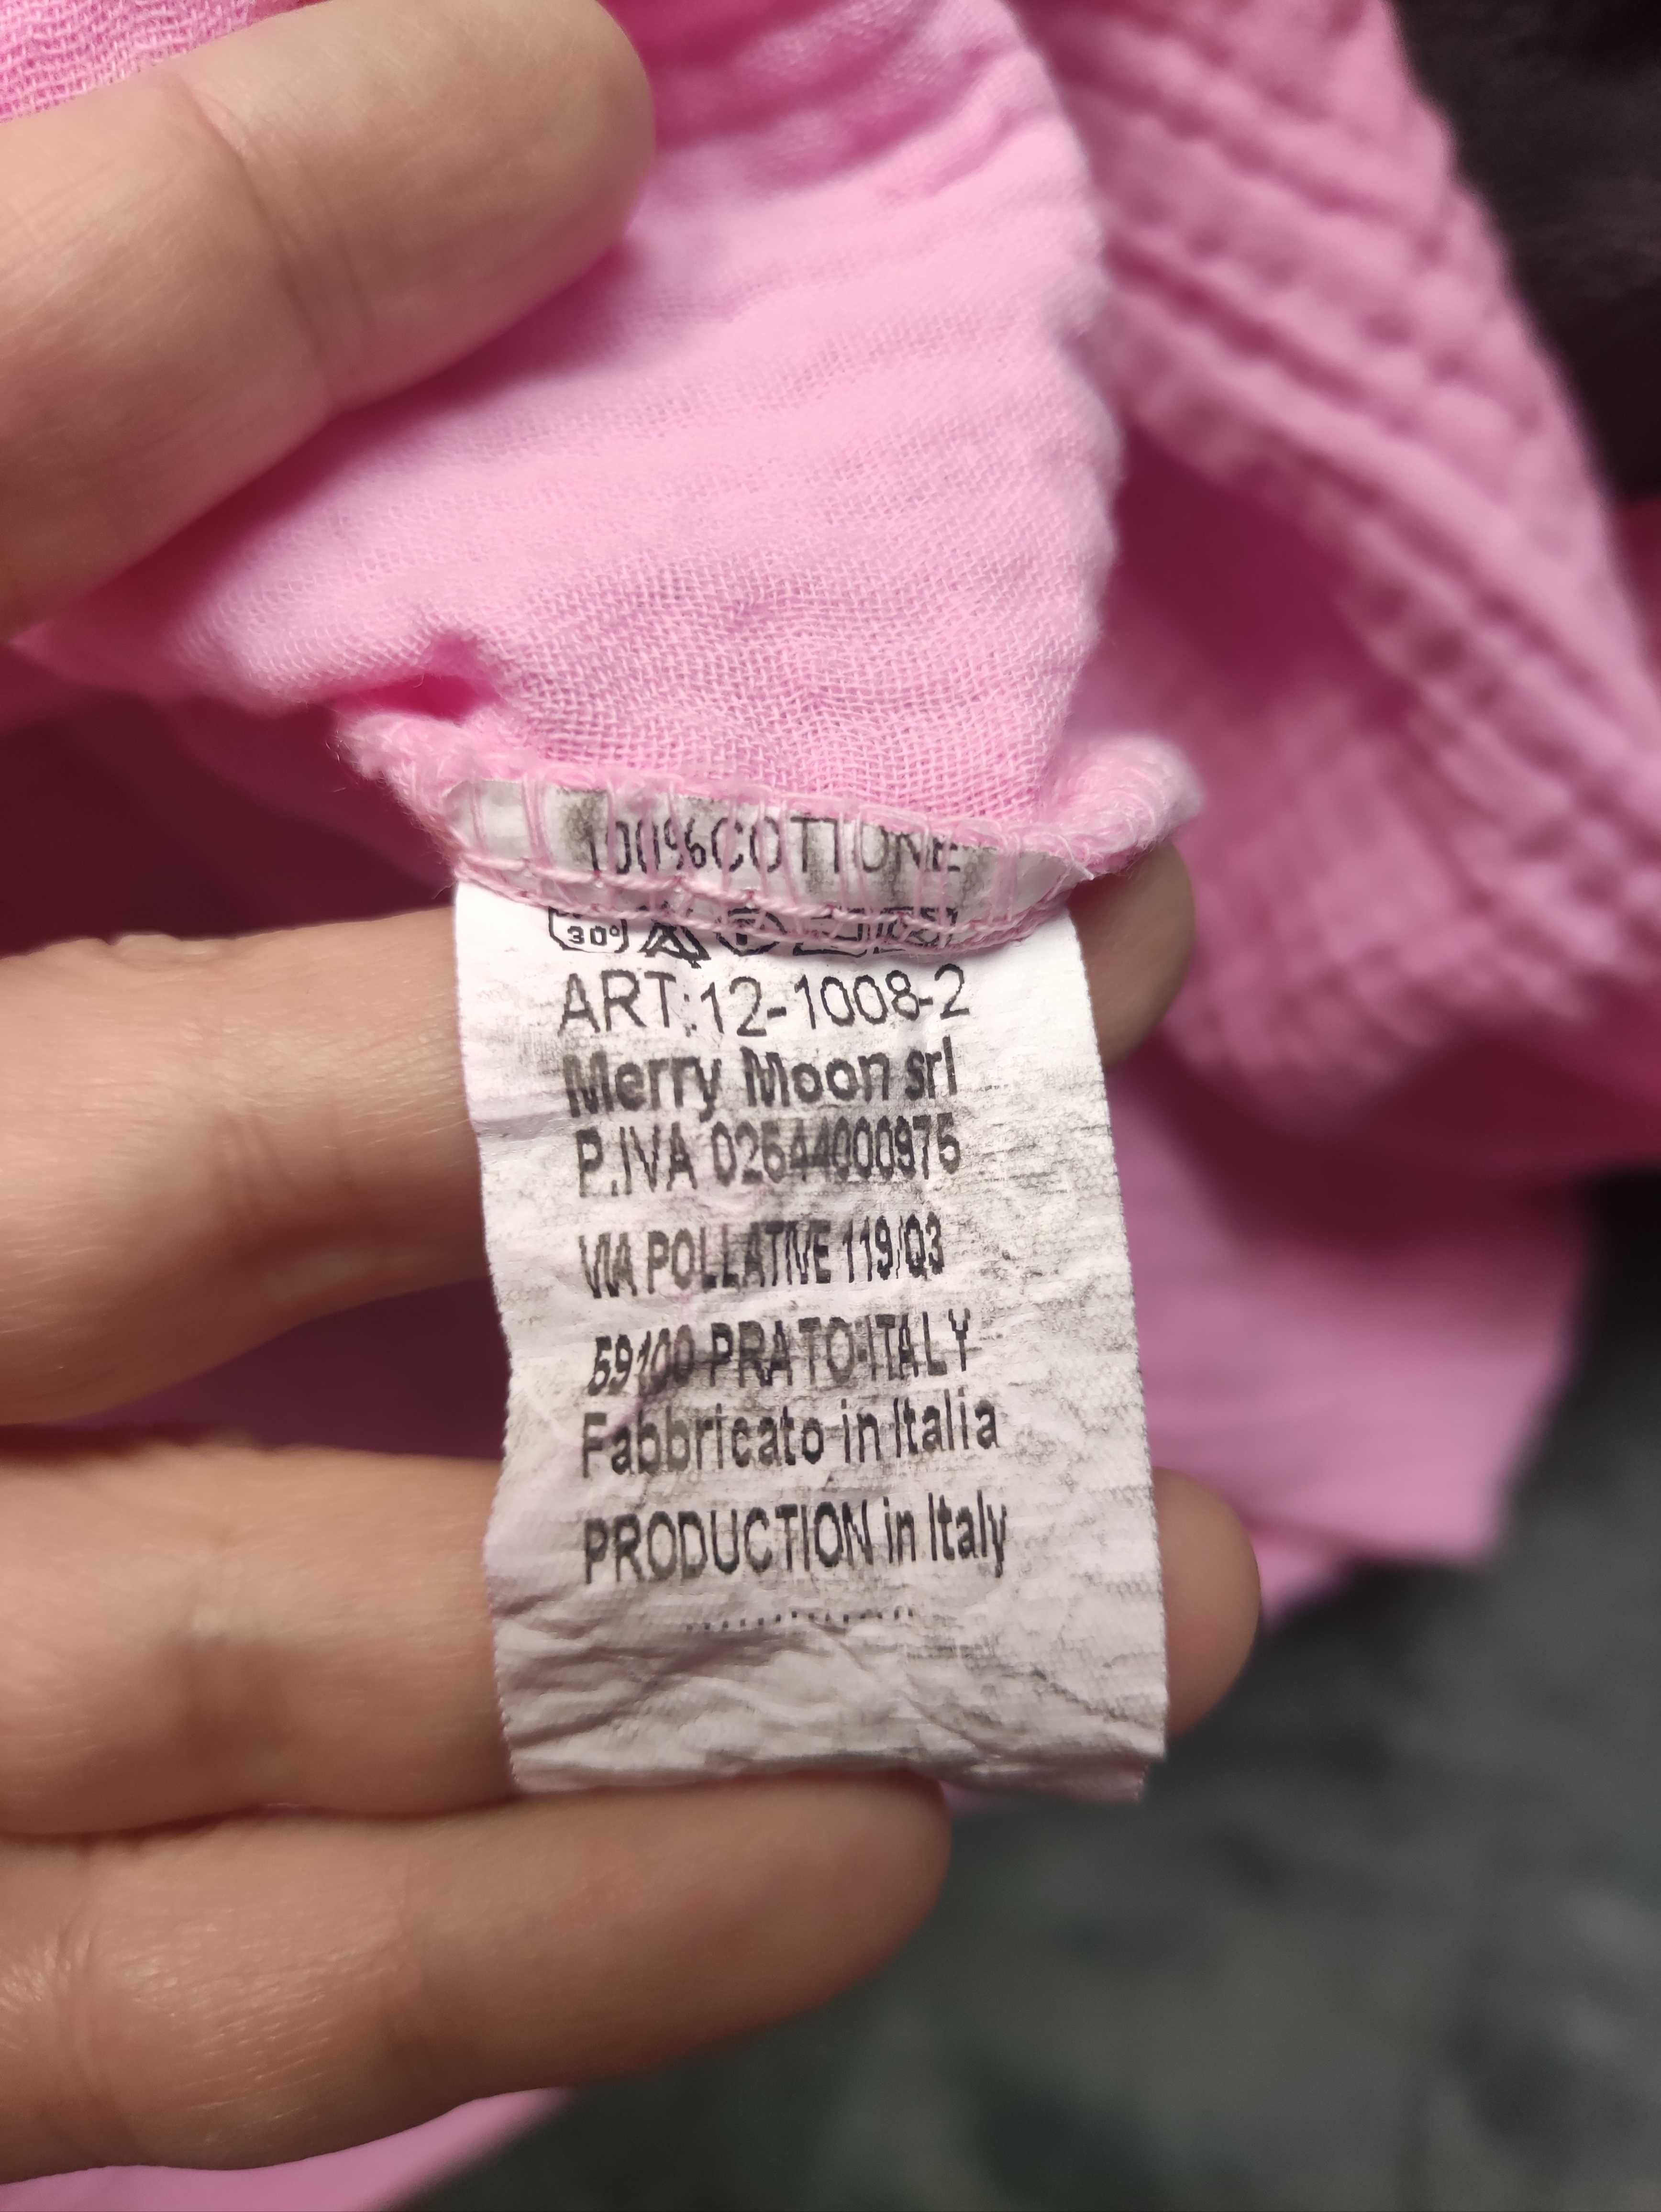 100%COTTONE
30°
ART:12-1008-2
Merry Moon srl
P.IVA 02544000975
VIA POLLATIVE 119/Q3
59100 PRATO-ITALY
Fabbricato in Italia
PRODUCTION in Italy